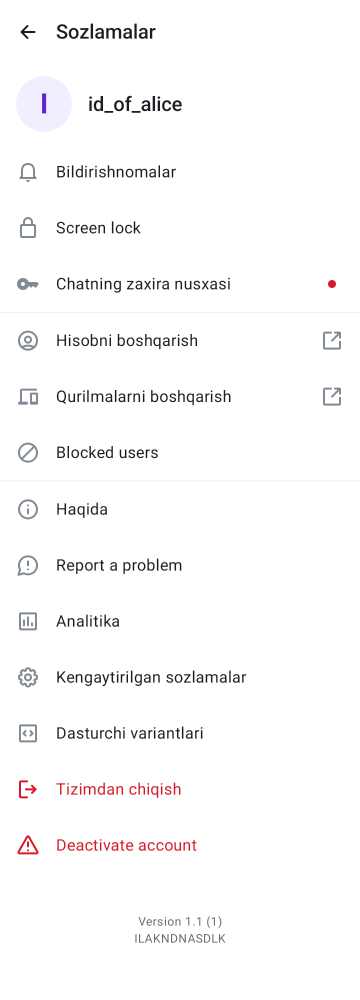 Sozlamalar
I
id_of_alice
Bildirishnomalar
Screen lock
Chatning zaxira nusxasi
Hisobni boshqarish
Qurilmalarni boshqarish
Blocked users
Haqida
Report a problem
Analitika
Kengaytirilgan sozlamalar
Dasturchi variantlari
Tizimdan chiqish
Deactivate account
Version 1.1 (1)
ILAKNDNASDLK